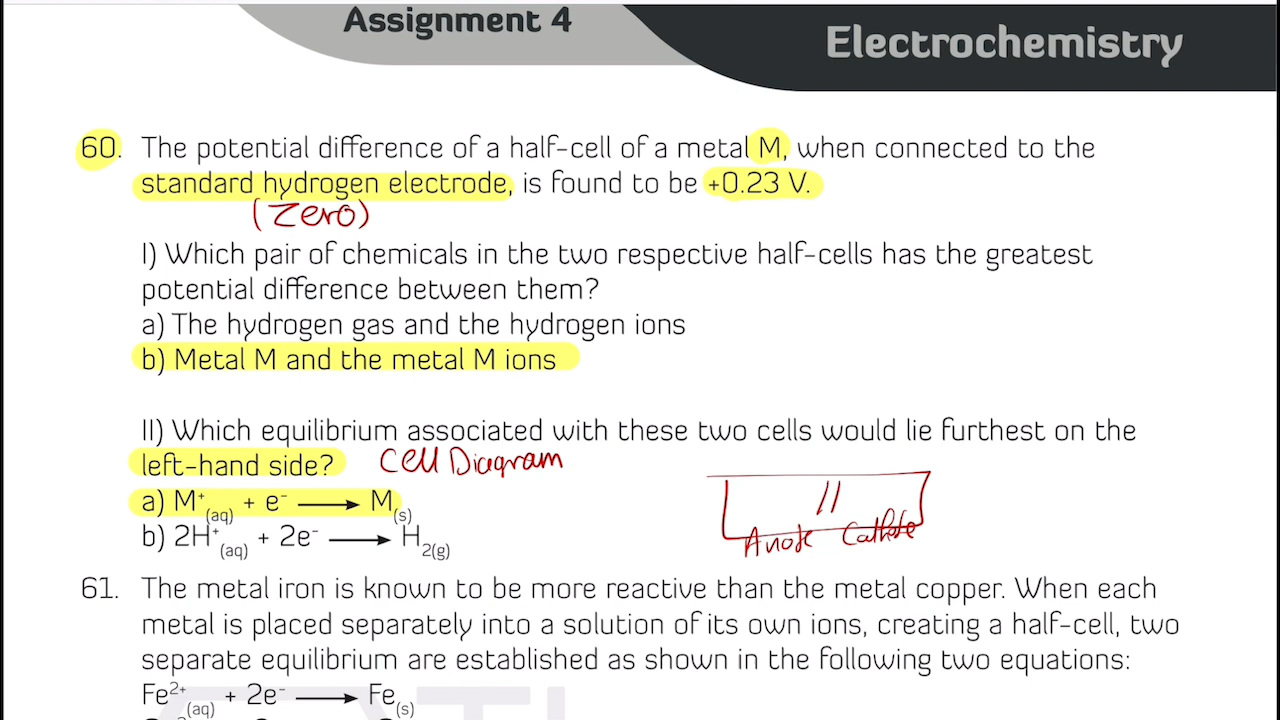 Assignment 4
Electrochemistry
60. The potential difference of a half-cell of a metal M, when connected to the
standard hydrogen electrode, is found to be +0.23 V.
(Zero)
I) Which pair of chemicals in the two respective half-cells has the greatest
potential difference between them?
a) The hydrogen gas and the hydrogen ions
b) Metal M and the metal M ions
II) Which equilibrium associated with these two cells would lie furthest on the
left-hand side? Cell Diagram
a) M⁺(aq) + e⁻ ⟶ M(s)
b) 2H⁺(aq) + 2e⁻ ⟶ H₂(g)
//
Anode Cathode
61. The metal iron is known to be more reactive than the metal copper. When each
metal is placed separately into a solution of its own ions, creating a half-cell, two
separate equilibrium are established as shown in the following two equations:
Fe²⁺(aq) + 2e⁻ ⟶ Fe(s)